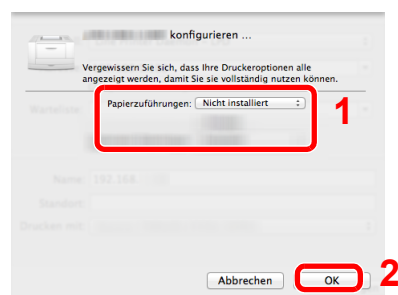 konfigurieren ...
Vergewissern Sie sich, dass Ihre Druckeroptionen alle
angezeigt werden, damit Sie sie vollständig nutzen können.
Papierzuführungen: Nicht installiert
1
Warteliste:
Name: 192.168.
Standort:
Drucken mit:
Abbrechen OK
2